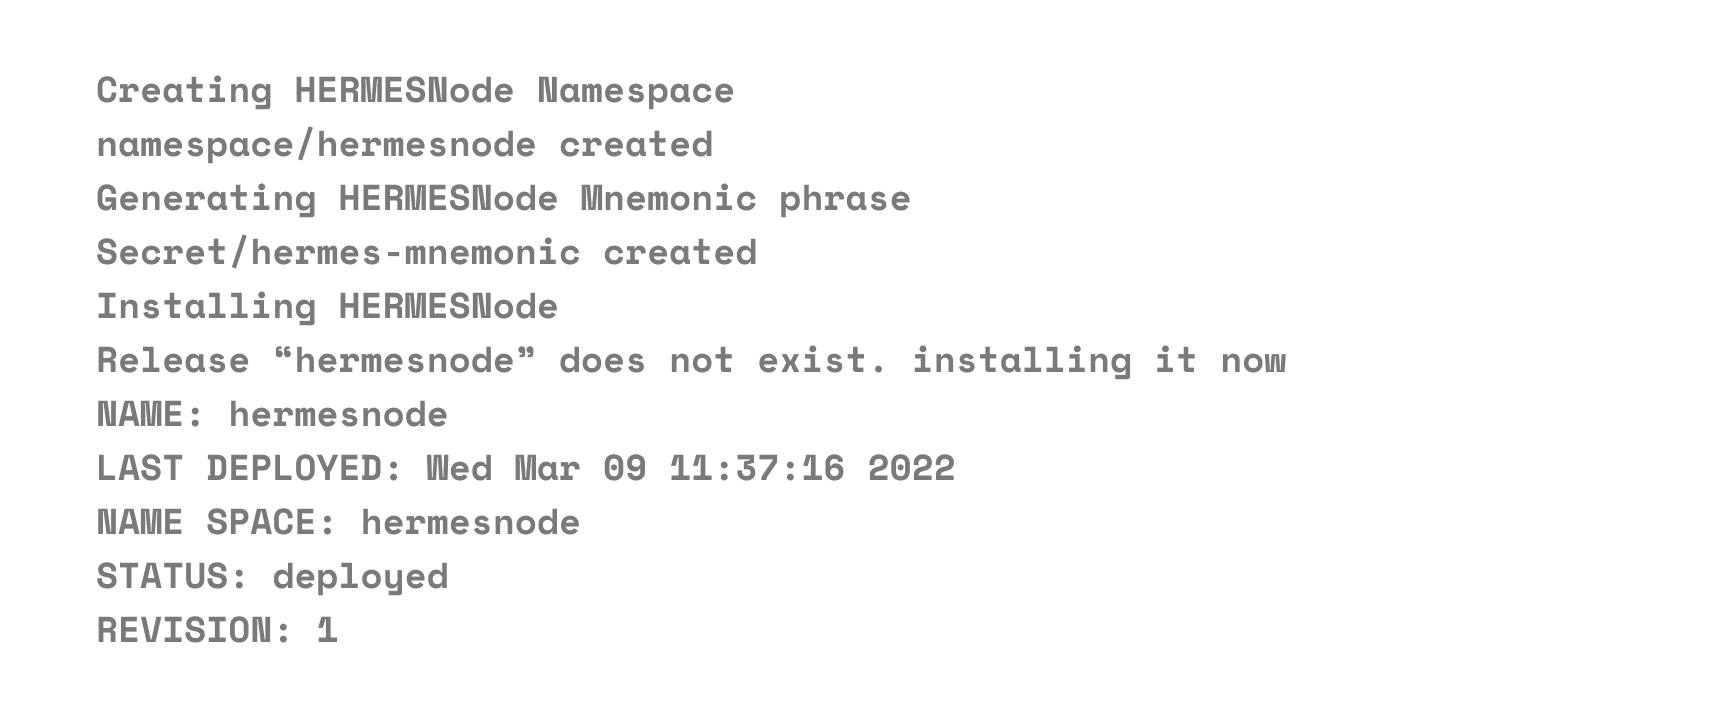 Creating HERMESNode Namespace
namespace/hermesnode created
Generating HERMESNode Mnemonic phrase
Secret/hermes-mnemonic created
Installing HERMESNode
Release “hermesnode” does not exist. installing it now
NAME: hermesnode
LAST DEPLOYED: Wed Mar 09 11:37:16 2022
NAME SPACE: hermesnode
STATUS: deployed
REVISION: 1